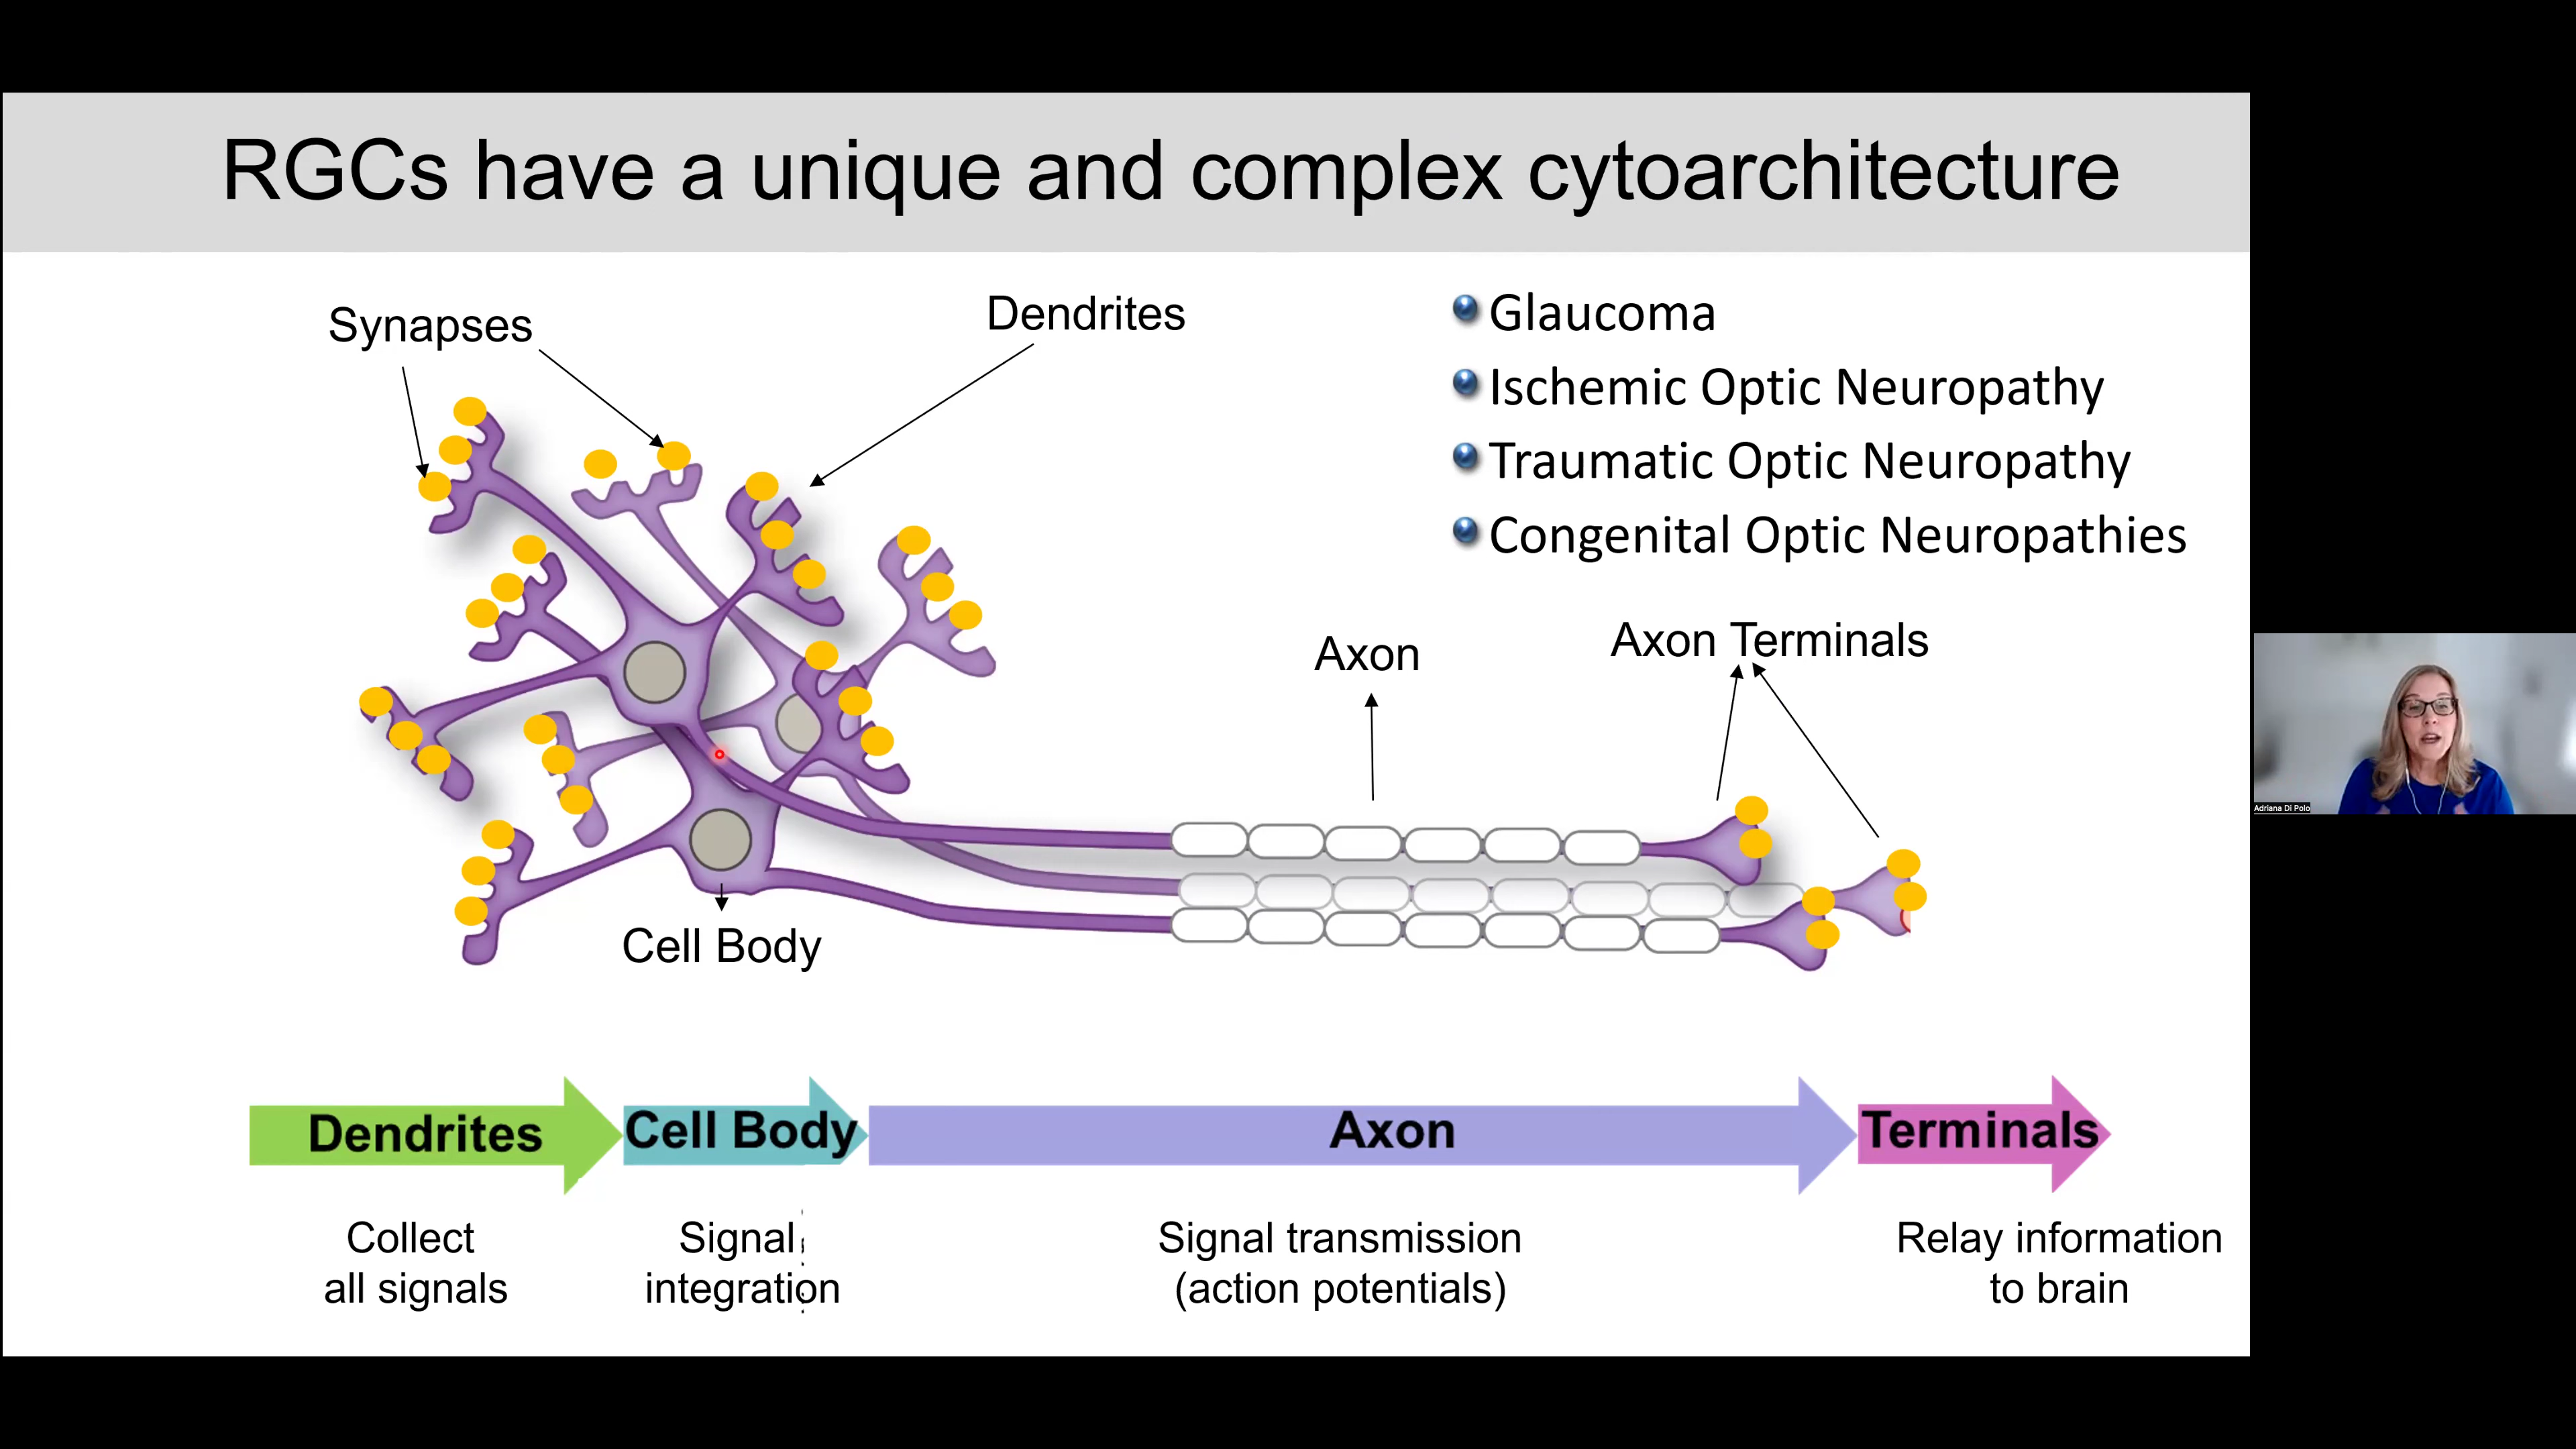 RGCs have a unique and complex cytoarchitecture
Synapses
Dendrites
Glaucoma
Ischemic Optic Neuropathy
Traumatic Optic Neuropathy
Congenital Optic Neuropathies
Axon
Axon Terminals
Cell Body
Adriana Di Polo
Dendrites
Cell Body
Axon
Terminals
Collect
all signals
Signal
integration
Signal transmission
(action potentials)
Relay information
to brain